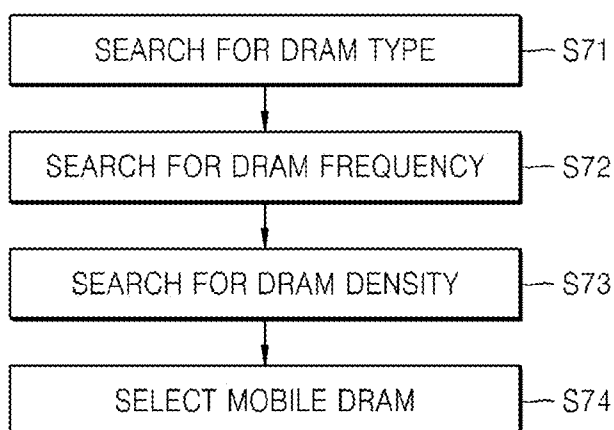 SEARCH FOR DRAM TYPE S71
SEARCH FOR DRAM FREQUENCY S72
SEARCH FOR DRAM DENSITY S73
SELECT MOBILE DRAM S74